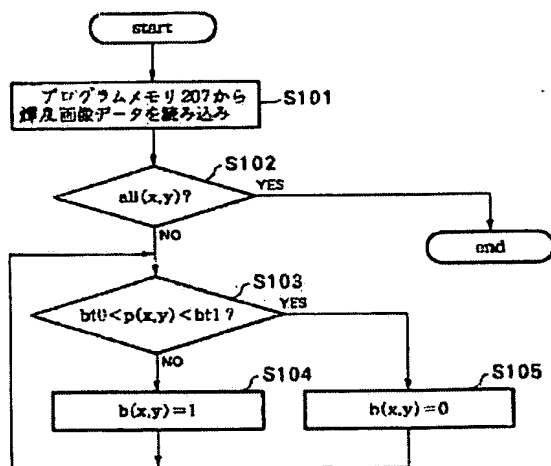 start
プログラムメモリ207から
輝度画像データを読み込み
S101
S102
all(x,y)?
YES
NO
end
S103
bt0<p(x,y)<bt1?
YES
NO
S104
b(x,y)=1
S105
b(x,y)=0